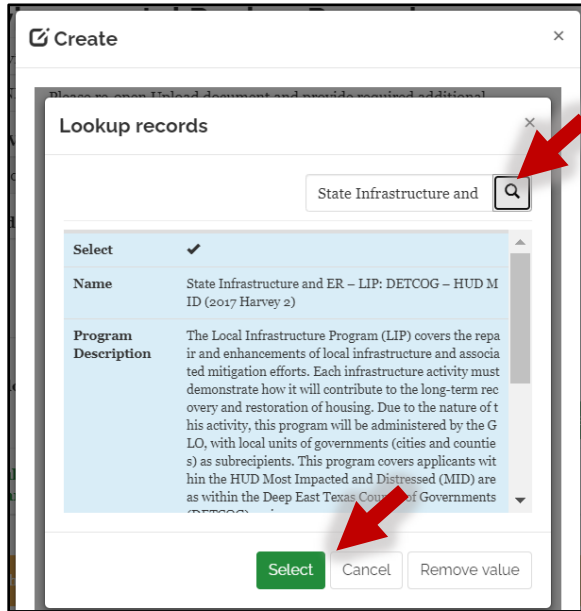 Create ×
Please re-open Upload document and provide required additional
Lookup records ×
State Infrastructure and
Select ✔
Name State Infrastructure and ER – LIP: DETCOG – HUD M
ID (2017 Harvey 2)
Program The Local Infrastructure Program (LIP) covers the repa
Description ir and enhancements of local infrastructure and associa
ted mitigation efforts. Each infrastructure activity must
demonstrate how it will contribute to the long-term rec
overy and restoration of housing. Due to the nature of t
his activity, this program will be administered by the G
LO, with local units of governments (cities and countie
s) as subrecipients. This program covers applicants wit
hin the HUD Most Impacted and Distressed (MID) are
as within the Deep East Texas Council of Governments
(DETCOG)
Select Cancel Remove value